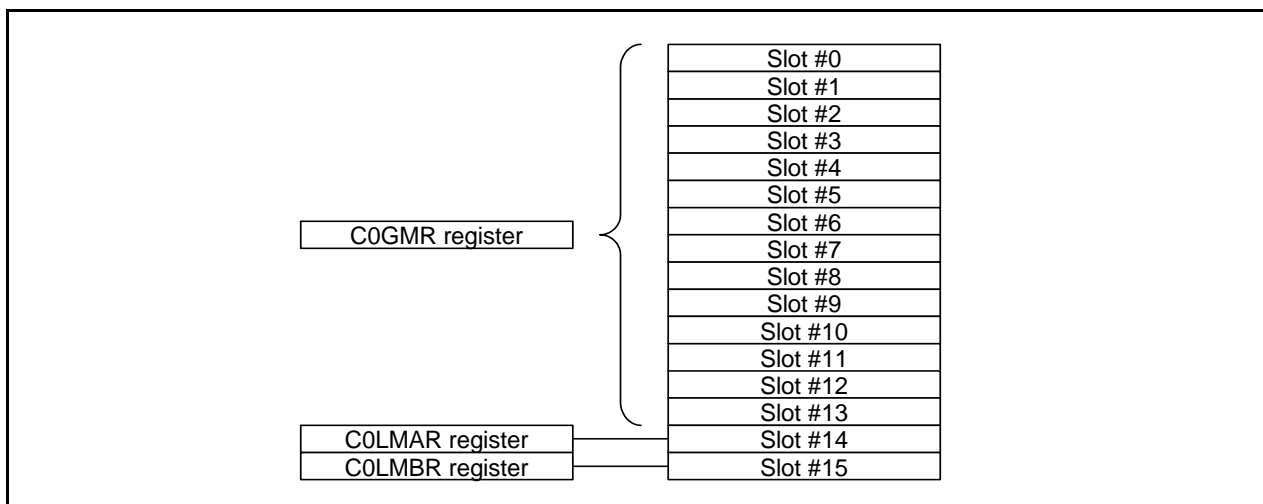 Slot #0
Slot #1
Slot #2
Slot #3
Slot #4
Slot #5
Slot #6
C0GMR register
Slot #7
Slot #8
Slot #9
Slot #10
Slot #11
Slot #12
Slot #13
C0LMAR register
Slot #14
C0LMBR register
Slot #15